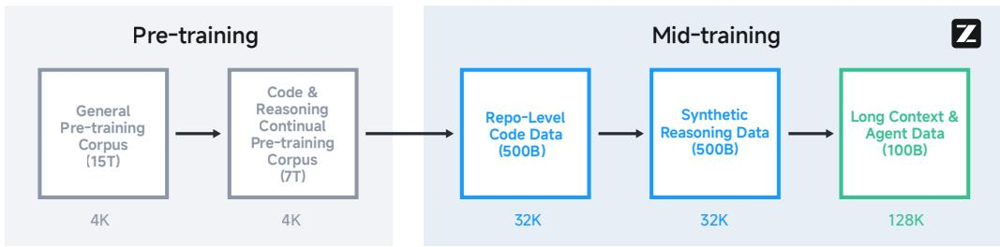 Pre-training
General
Pre-training
Corpus
(15T)
4K
Code &
Reasoning
Continual
Pre-training
Corpus
(7T)
4K
Mid-training
Z
Repo-Level
Code Data
(500B)
32K
Synthetic
Reasoning Data
(500B)
32K
Long Context &
Agent Data
(100B)
128K